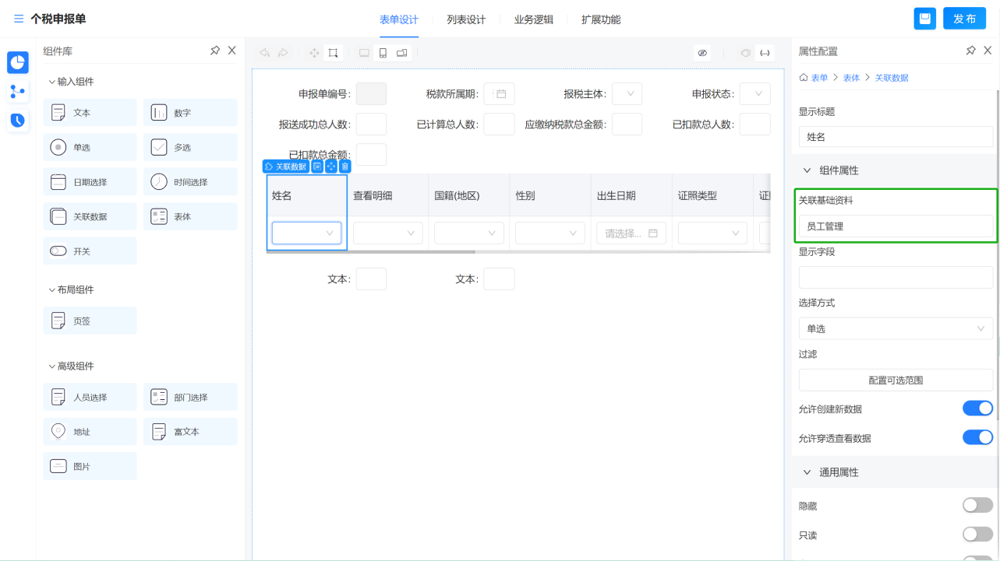 个税申报单
表单设计
列表设计
业务逻辑
扩展功能
发 布
组件库
输入组件
文本
数字
单选
多选
日期选择
时间选择
关联数据
表体
开关
布局组件
页签
高级组件
人员选择
部门选择
地址
富文本
图片
申报单编号:
税款所属期:
报税主体:
申报状态:
报送成功总人数:
已计算总人数:
应缴纳税款总金额:
已扣款总人数:
已扣款总金额:
关联数据
姓名
查看明细
国籍(地区)
性别
出生日期
证照类型
请选择...
文本:
文本:
属性配置
表单 > 表体 > 关联数据
显示标题
姓名
组件属性
关联基础资料
员工管理
显示字段
选择方式
单选
过滤
配置可选范围
允许创建新数据
允许穿透查看数据
通用属性
隐藏
只读